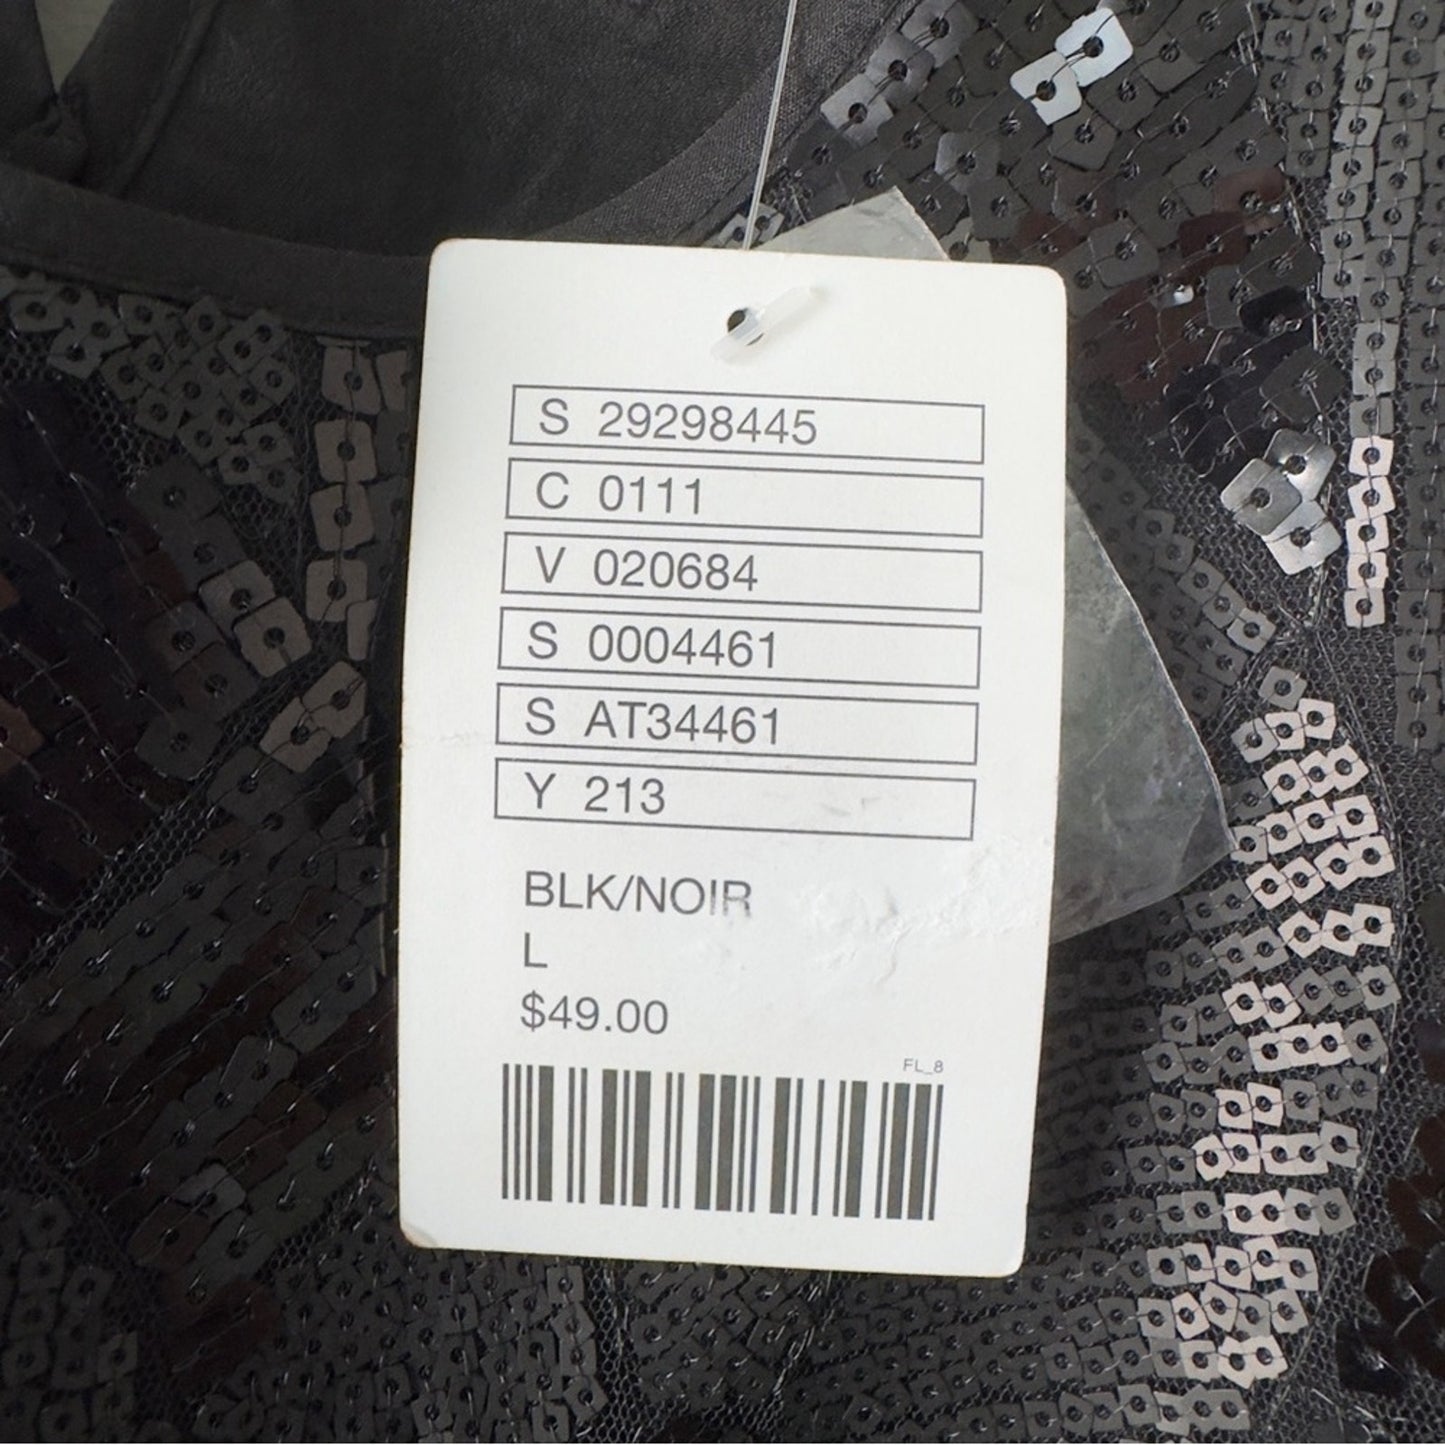 S 29298445
C 0111
V 020684
S 0004461
S AT34461
Y 213
BLK/NOIR
L
$49.00
FL_8